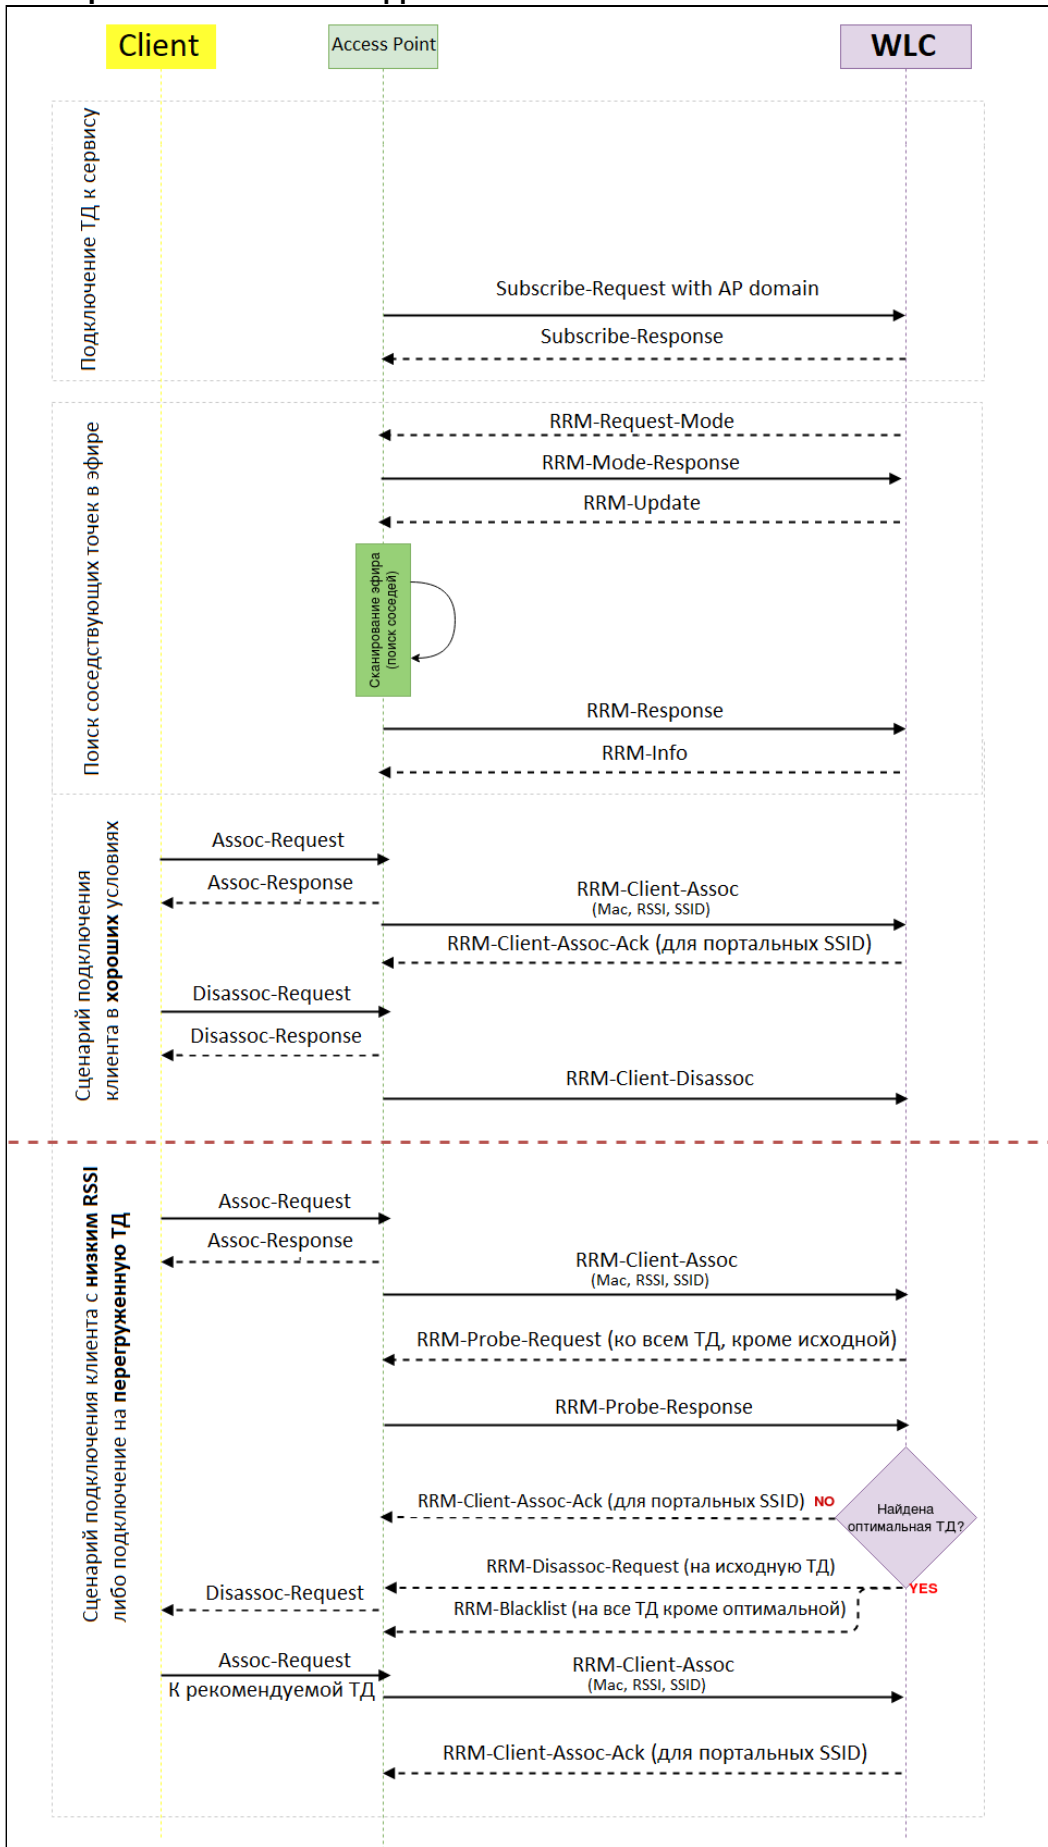 Client
Access Point
WLC
Подключение ТД к сервису
Subscribe-Request with AP domain
Subscribe-Response
Поиск соседствующих точек в эфире
RRM-Request-Mode
RRM-Mode-Response
RRM-Update
Сканирование эфира
(поиск соседей)
RRM-Response
RRM-Info
Сценарий подключения
клиента в хороших условиях
Assoc-Request
Assoc-Response
RRM-Client-Assoc
(Mac, RSSI, SSID)
RRM-Client-Assoc-Ack (для портальных SSID)
Disassoc-Request
Disassoc-Response
RRM-Client-Disassoc
Сценарий подключения клиента с низким RSSI
либо подключение на перегруженную ТД
Assoc-Request
Assoc-Response
RRM-Client-Assoc
(Mac, RSSI, SSID)
RRM-Probe-Request (ко всем ТД, кроме исходной)
RRM-Probe-Response
RRM-Client-Assoc-Ack (для портальных SSID) NO
Найдена
оптимальная ТД?
RRM-Disassoc-Request (на исходную ТД)
YES
Disassoc-Request
RRM-Blacklist (на все ТД кроме оптимальной)
Assoc-Request
К рекомендуемой ТД
RRM-Client-Assoc
(Mac, RSSI, SSID)
RRM-Client-Assoc-Ack (для портальных SSID)